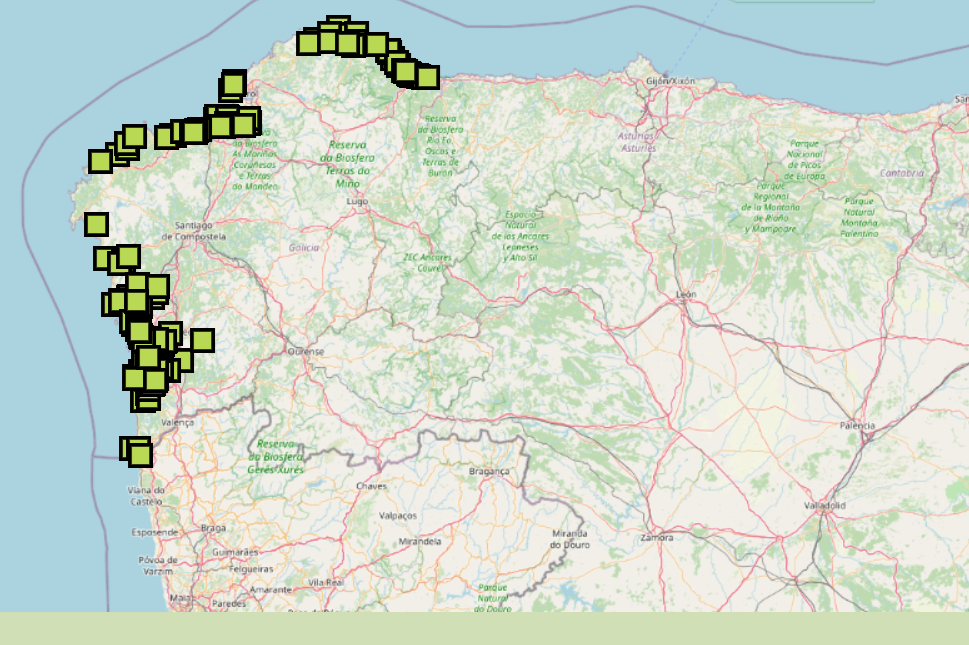 Gijón/Xixón
Reserva
da Biosfera
Río Eo,
Oscos e
Terras de
Burón
Asturias /
Asturies
Parque
Nacional
de Picos
de Europa
Cantabria
da Biosfera
As Mariñas
Coruñesas
e Terras
do Mandeo
Reserva
da Biosfera
Terras do
Miño
Lugo
Parque
Regional
de la Montaña
de Riaño
y Mampodre
Parque
Natural
Montaña
Palentina
Santiago
de Compostela
Galicia
Espacio
Natural
de los Ancares
Leoneses
y Alto Sil
ZEC Ancares -
Courel
León
Ourense
Valença
Palencia
Reserva
da Biosfera
Gerês-Xurés
Bragança
Chaves
Viana do
Castelo
Valpaços
Valladolid
Esposende
Braga
Mirandela
Miranda
do Douro
Zamora
Guimarães
Póvoa de
Varzim
Felgueiras
Vila Real
Amarante
Parque
Natural
do Douro
Maia
Paredes